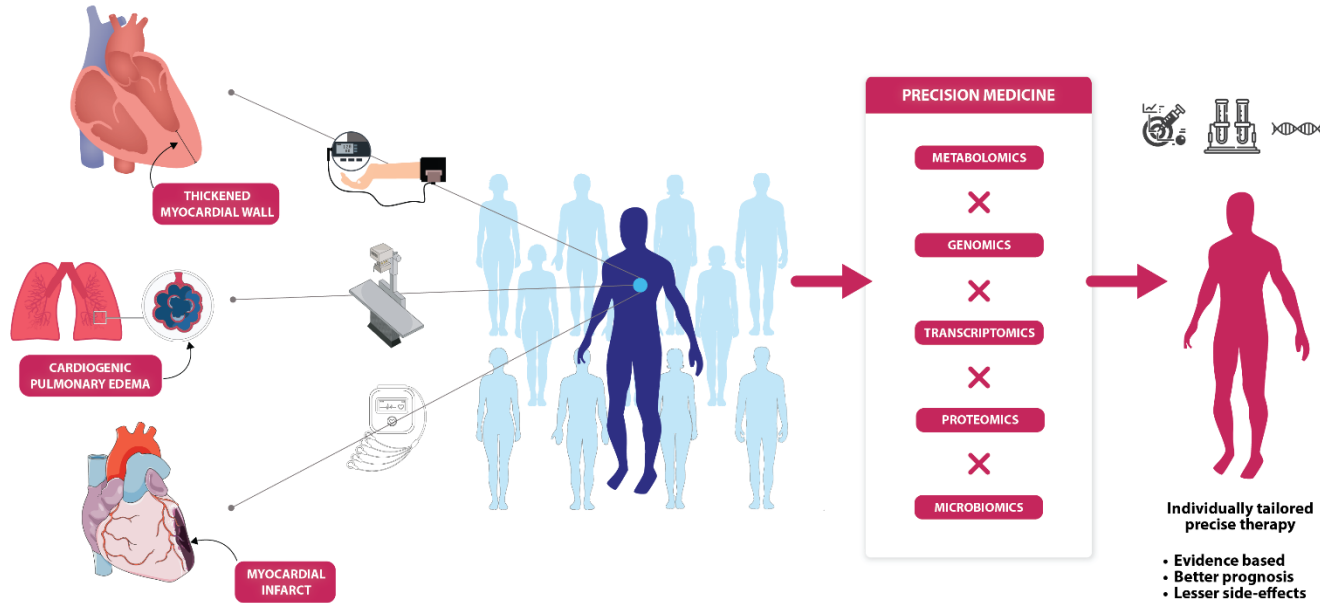 THICKENED
MYOCARDIAL WALL
CARDIOGENIC
PULMONARY EDEMA
MYOCARDIAL
INFARCT
PRECISION MEDICINE
METABOLOMICS
GENOMICS
TRANSCRIPTOMICS
PROTEOMICS
MICROBIOMICS
Individually tailored
precise therapy
• Evidence based
• Better prognosis
• Lesser side-effects